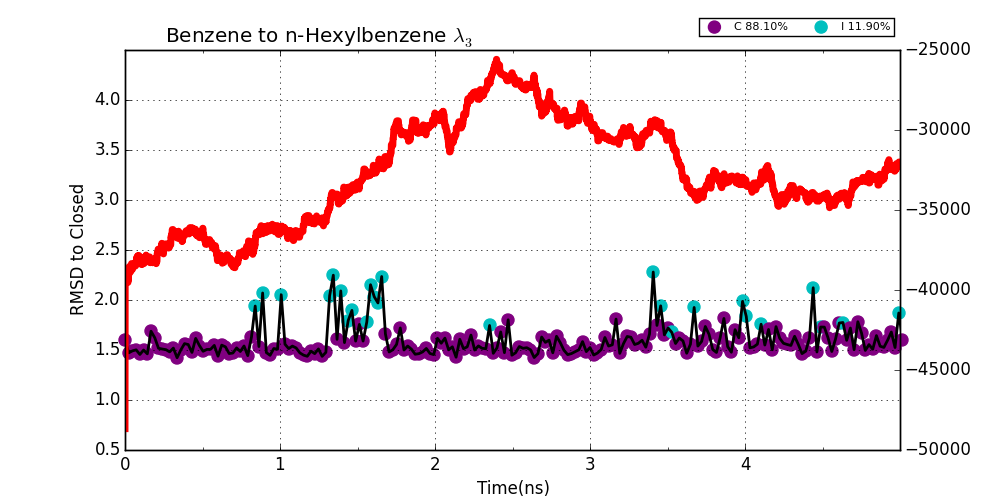 Benzene to n-Hexylbenzene λ₃
C 88.10% I 11.90%
RMSD to Closed
4.0
3.5
3.0
2.5
2.0
1.5
1.0
0.5
−25000
−30000
−35000
−40000
−45000
−50000
0 1 2 3 4
Time(ns)